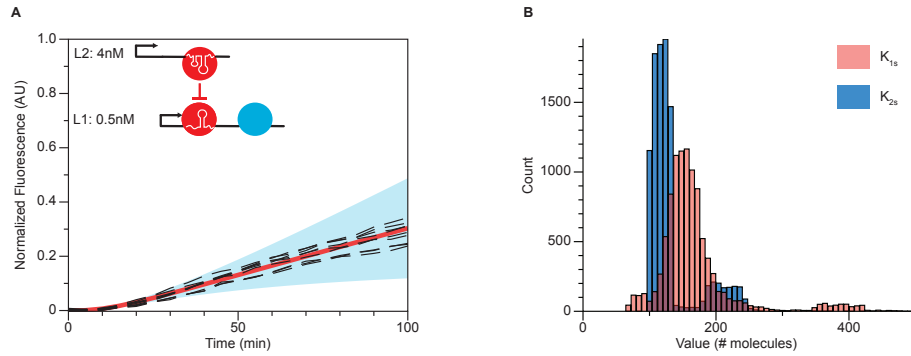 A
B
1.0
0.8
0.6
0.4
0.2
0
Normalized Fluorescence (AU)
L2: 4nM
L1: 0.5nM
0
50
100
Time (min)
1500
1000
500
0
Count
K1s
K2s
0
200
400
Value (# molecules)